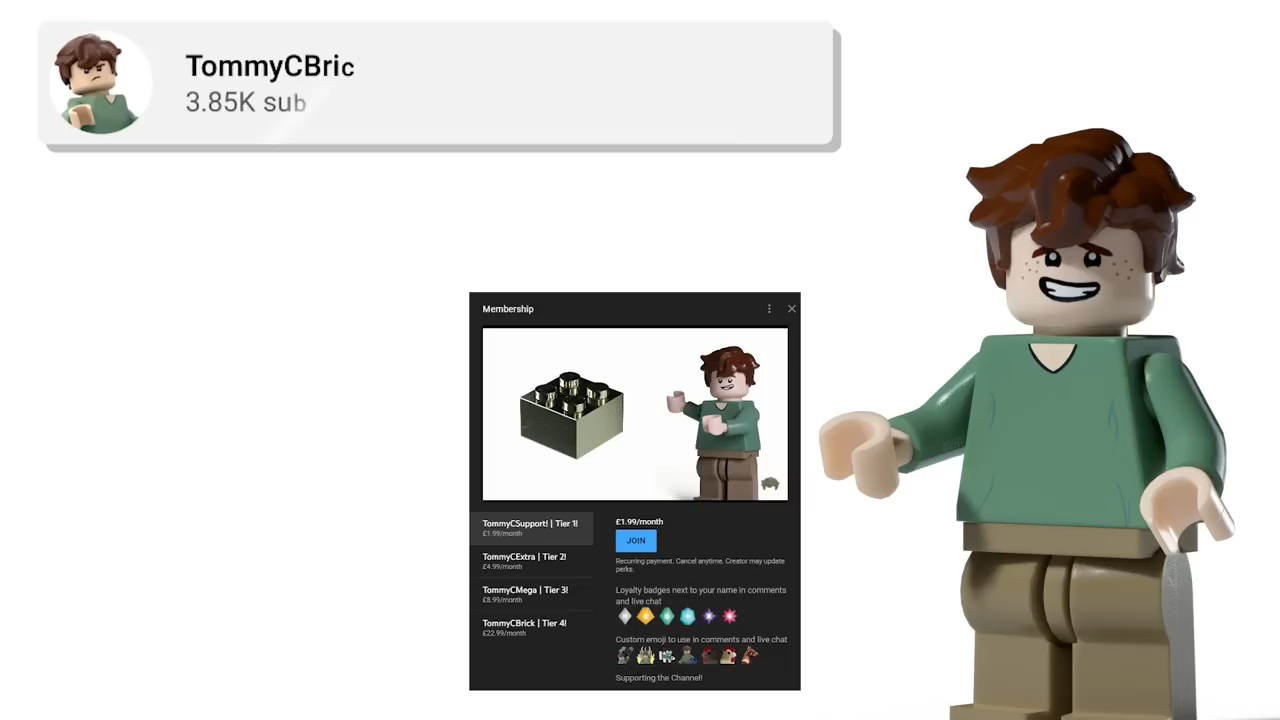 TommyCBric
3.85K sub
Membership
TommyCSupport! | Tier 1!
£1.99/month
TommyCExtra | Tier 2!
£4.99/month
TommyCMega | Tier 3!
£8.99/month
TommyCBrick | Tier 4!
£22.99/month
£1.99/month
JOIN
Recurring payment. Cancel anytime. Creator may update
perks.
Loyalty badges next to your name in comments
and live chat
Custom emoji to use in comments and live chat
Supporting the Channel!